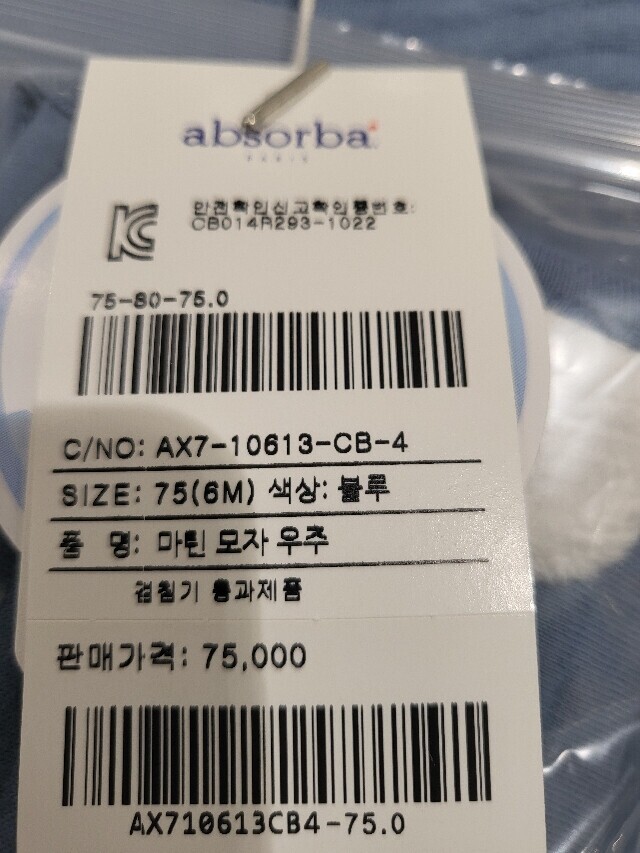 absorba
PARIS
안전확인신고확인증번호:
CB014R293-1022
75-80-75.0
C/NO: AX7-10613-CB-4
SIZE: 75(6M) 색상: 블루
품 명: 마틴 모자 우주
검침기 통과제품
판매가격: 75,000
AX710613CB4-75.0